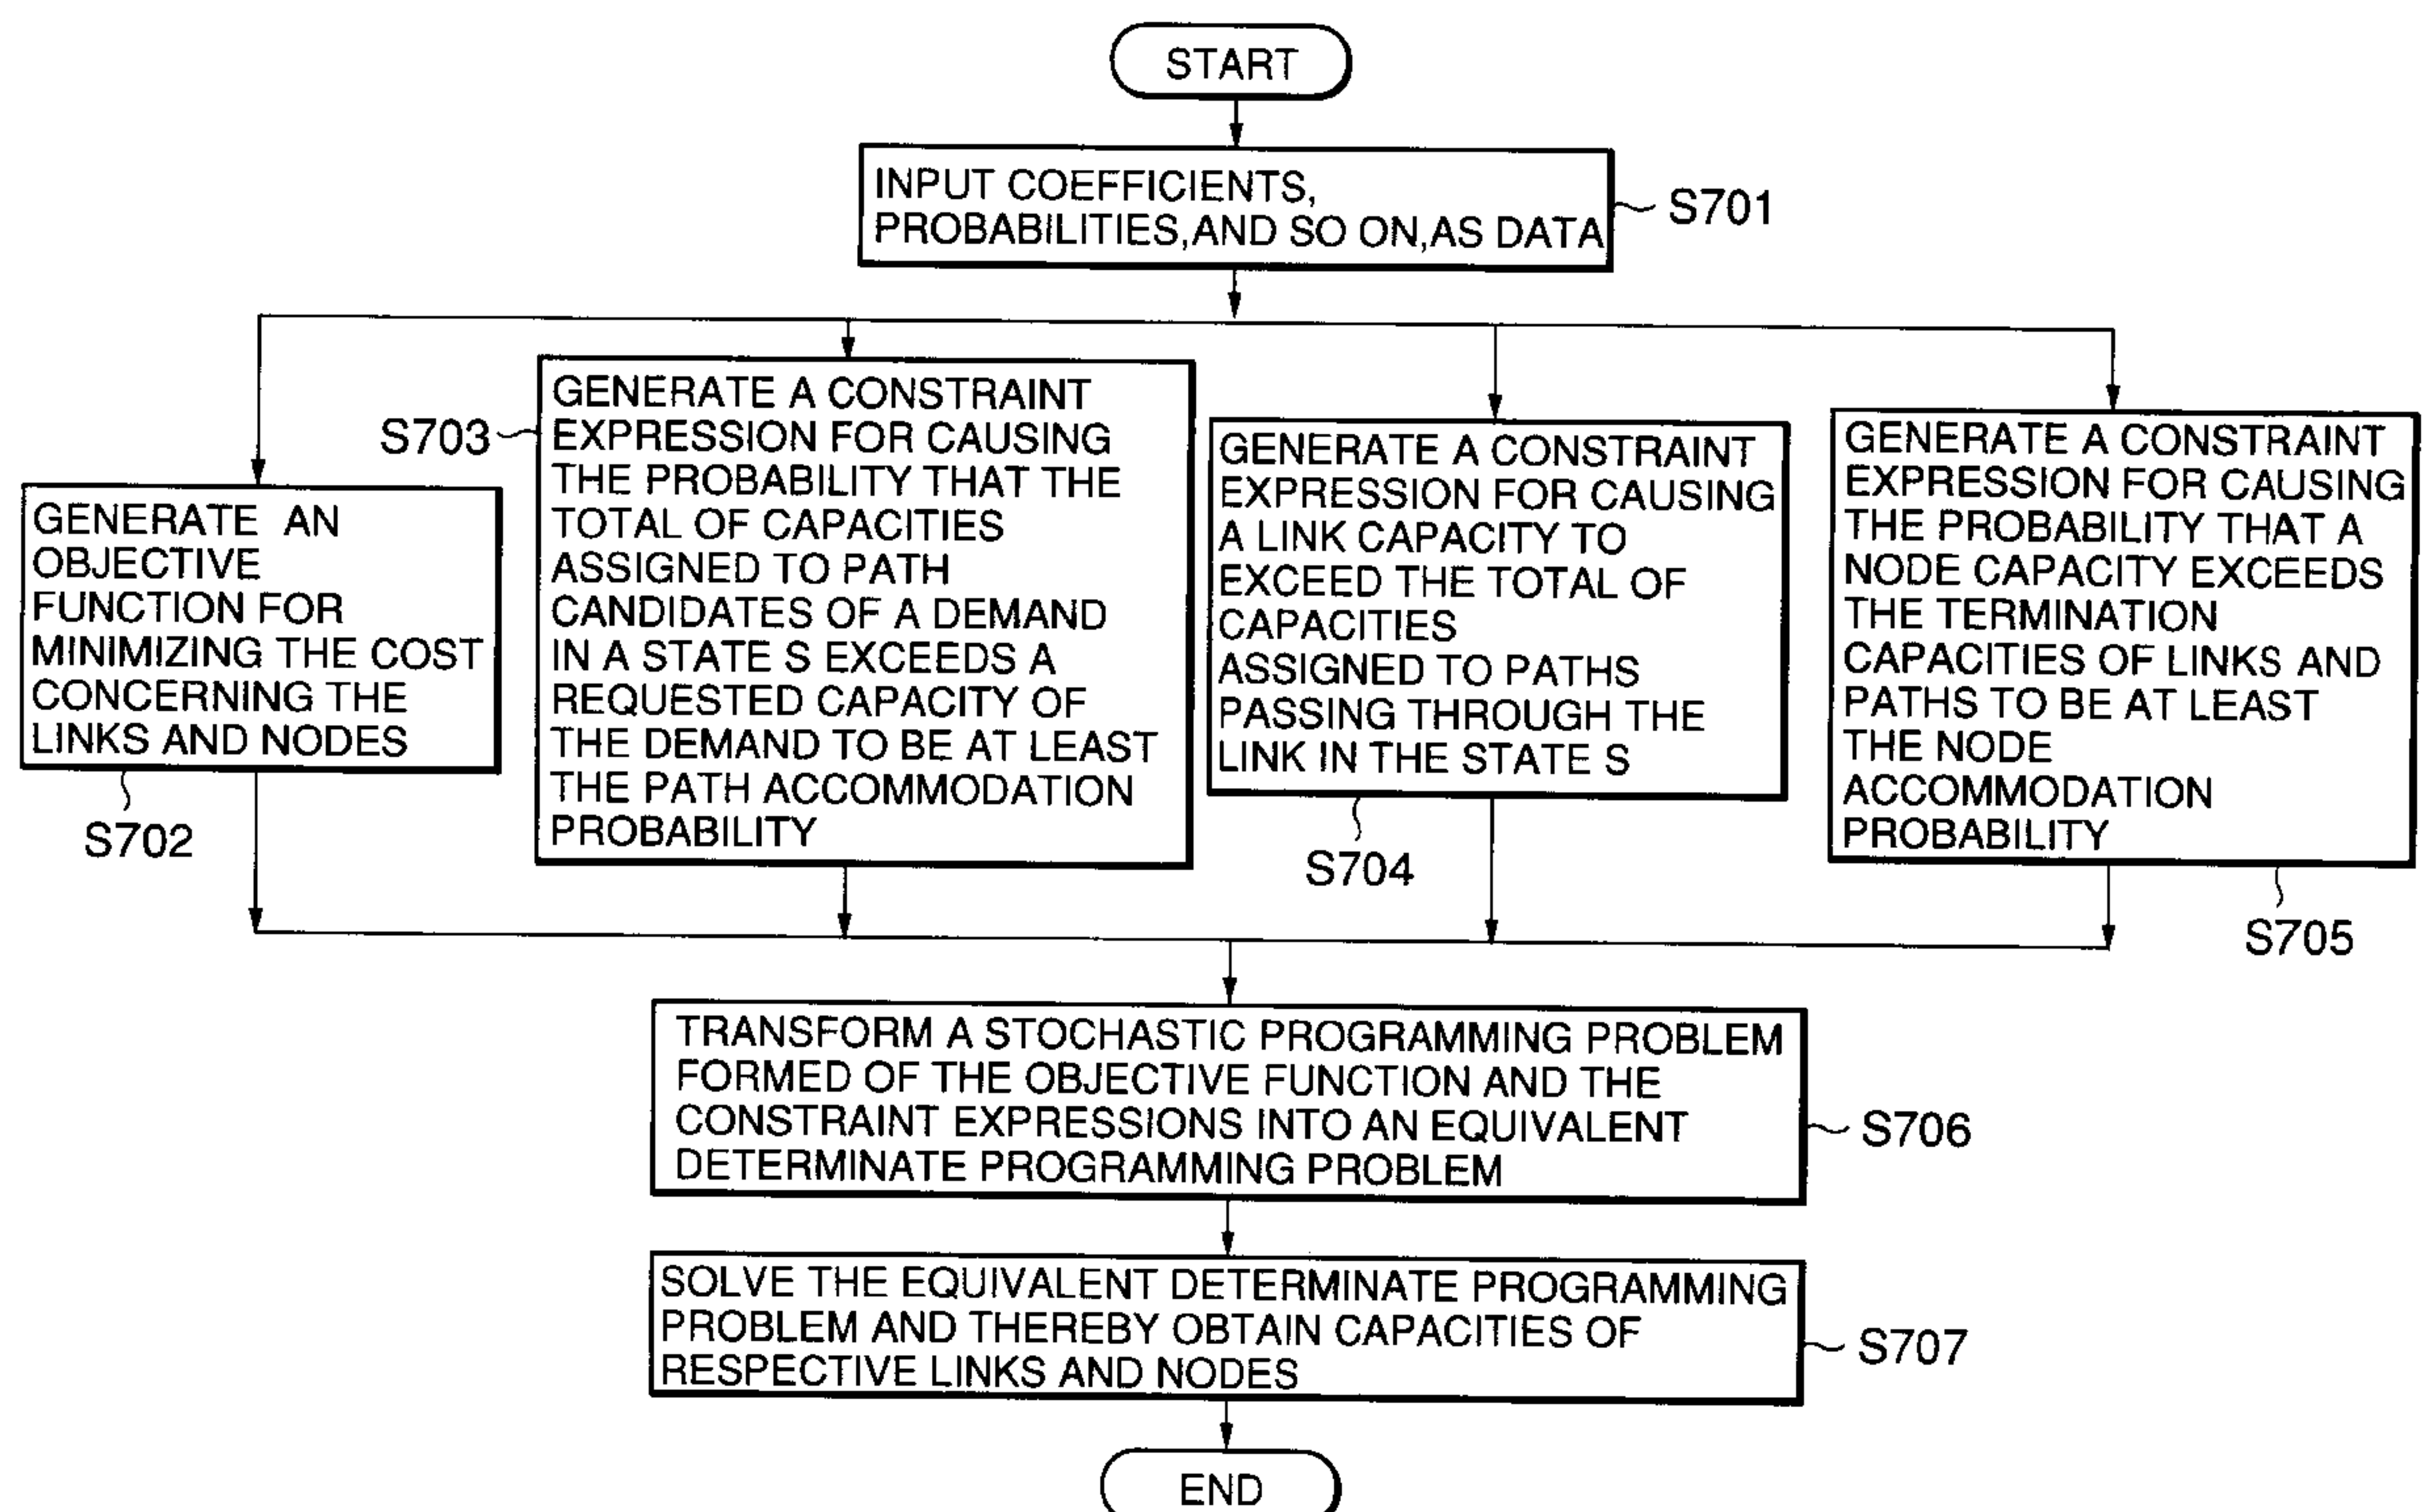 START
INPUT COEFFICIENTS,
PROBABILITIES,AND SO ON,AS DATA
S701
GENERATE AN
OBJECTIVE
FUNCTION FOR
MINIMIZING THE COST
CONCERNING THE
LINKS AND NODES
S702
S703
GENERATE A CONSTRAINT
EXPRESSION FOR CAUSING
THE PROBABILITY THAT THE
TOTAL OF CAPACITIES
ASSIGNED TO PATH
CANDIDATES OF A DEMAND
IN A STATE S EXCEEDS A
REQUESTED CAPACITY OF
THE DEMAND TO BE AT LEAST
THE PATH ACCOMMODATION
PROBABILITY
GENERATE A CONSTRAINT
EXPRESSION FOR CAUSING
A LINK CAPACITY TO
EXCEED THE TOTAL OF
CAPACITIES
ASSIGNED TO PATHS
PASSING THROUGH THE
LINK IN THE STATE S
S704
GENERATE A CONSTRAINT
EXPRESSION FOR CAUSING
THE PROBABILITY THAT A
NODE CAPACITY EXCEEDS
THE TERMINATION
CAPACITIES OF LINKS AND
PATHS TO BE AT LEAST
THE NODE
ACCOMMODATION
PROBABILITY
S705
TRANSFORM A STOCHASTIC PROGRAMMING PROBLEM
FORMED OF THE OBJECTIVE FUNCTION AND THE
CONSTRAINT EXPRESSIONS INTO AN EQUIVALENT
DETERMINATE PROGRAMMING PROBLEM
S706
SOLVE THE EQUIVALENT DETERMINATE PROGRAMMING
PROBLEM AND THEREBY OBTAIN CAPACITIES OF
RESPECTIVE LINKS AND NODES
S707
END